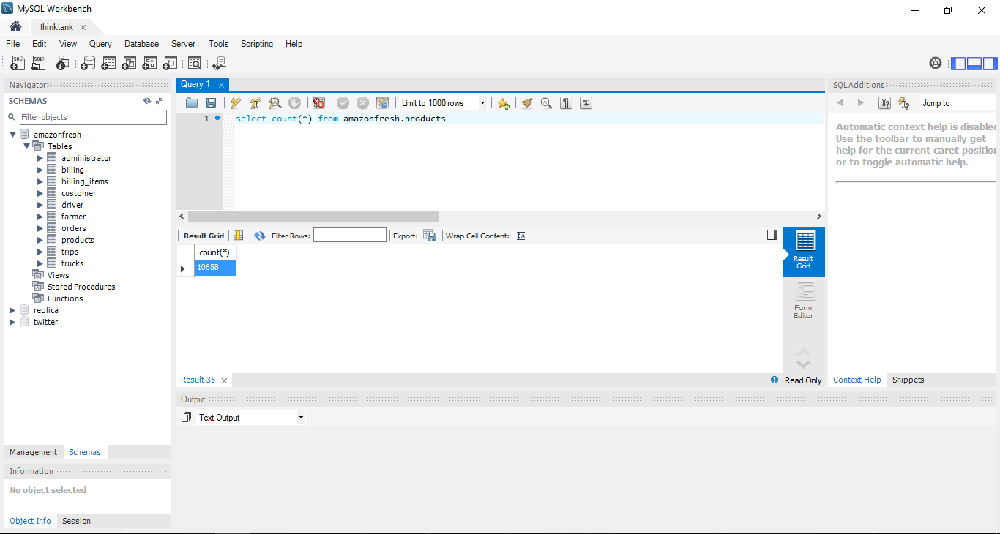 MySQL Workbench
thinktank
File Edit View Query Database Server Tools Scripting Help
Navigator
SCHEMAS
Filter objects
amazonfresh
Tables
administrator
billing
billing_items
customer
driver
farmer
orders
products
trips
trucks
Views
Stored Procedures
Functions
replica
twitter
Management Schemas
Information
No object selected
Object Info Session
Query 1
Limit to 1000 rows
1 select count(*) from amazonfresh.products
Result Grid Filter Rows: Export: Wrap Cell Content:
count(*)
10658
Result
Grid
Form
Editor
Result 36 Read Only
Output
Text Output
SQLAdditions
Jump to
Automatic context help is disabled
Use the toolbar to manually get
help for the current caret position
or to toggle automatic help.
Context Help Snippets